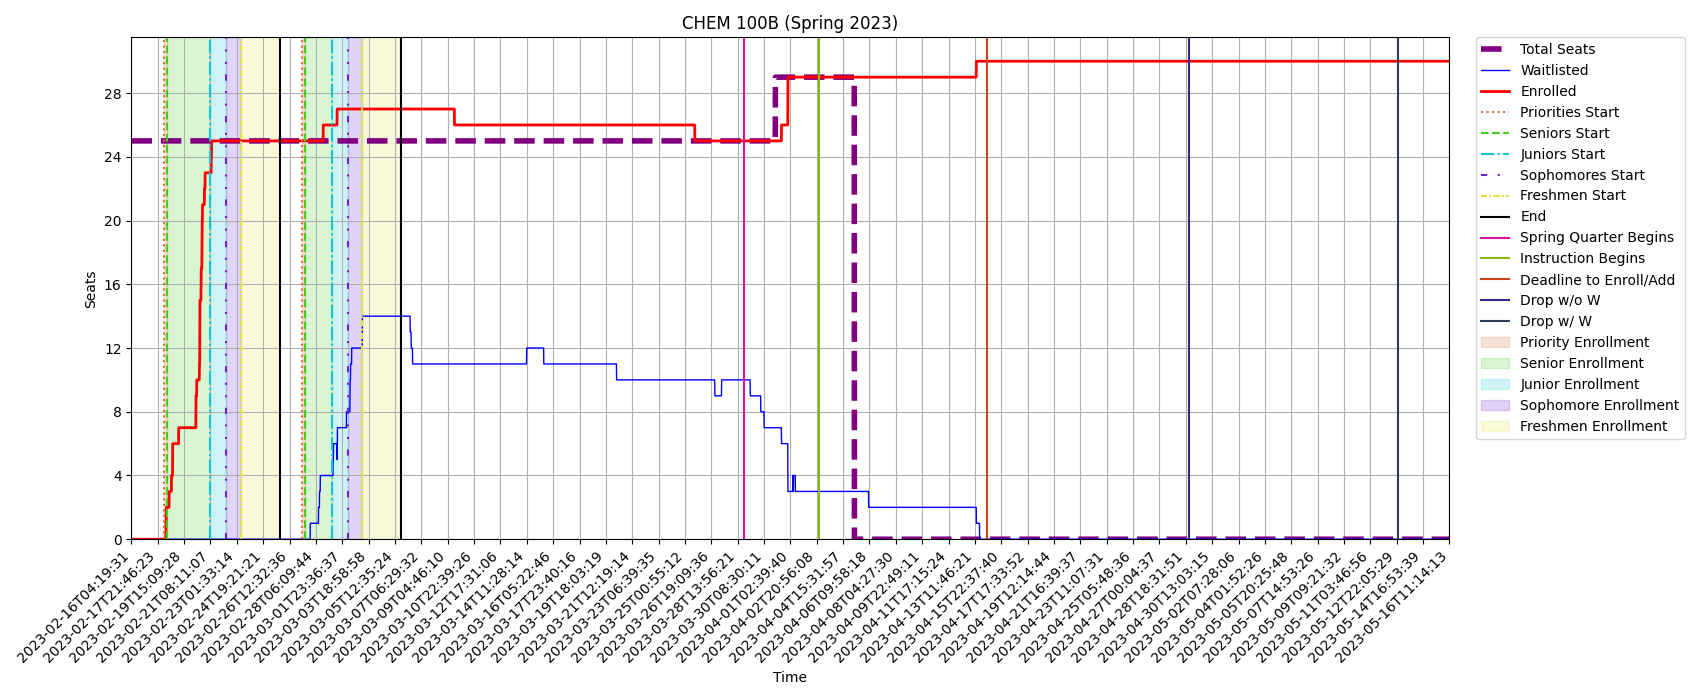 CHEM 100B (Spring 2023)
Seats
28
24
20
16
12
8
4
0
2023-02-16T04:19:31
2023-02-17T21:46:23
2023-02-19T15:09:28
2023-02-21T08:11:07
2023-02-23T01:33:14
2023-02-24T19:21:21
2023-02-26T12:32:36
2023-02-28T06:09:44
2023-03-01T23:36:37
2023-03-03T18:58:58
2023-03-05T12:35:24
2023-03-07T06:29:32
2023-03-09T04:46:10
2023-03-10T22:39:26
2023-03-12T17:31:06
2023-03-14T11:28:14
2023-03-16T05:22:46
2023-03-17T23:40:16
2023-03-19T18:03:19
2023-03-21T12:19:14
2023-03-23T06:39:35
2023-03-25T00:55:12
2023-03-26T19:09:36
2023-03-28T13:56:21
2023-03-30T08:30:11
2023-04-01T02:39:40
2023-04-02T20:56:08
2023-04-04T15:31:57
2023-04-06T09:58:18
2023-04-08T04:27:30
2023-04-09T22:49:11
2023-04-11T17:15:24
2023-04-13T11:46:21
2023-04-15T22:37:40
2023-04-17T17:33:52
2023-04-19T12:14:44
2023-04-21T16:39:37
2023-04-23T11:07:31
2023-04-25T05:48:36
2023-04-27T00:04:37
2023-04-28T18:31:51
2023-04-30T13:03:15
2023-05-02T07:28:06
2023-05-04T01:52:26
2023-05-05T20:25:48
2023-05-07T14:53:26
2023-05-09T09:21:32
2023-05-11T03:46:56
2023-05-12T22:05:29
2023-05-14T16:53:39
2023-05-16T11:14:13
Time
Total Seats
Waitlisted
Enrolled
Priorities Start
Seniors Start
Juniors Start
Sophomores Start
Freshmen Start
End
Spring Quarter Begins
Instruction Begins
Deadline to Enroll/Add
Drop w/o W
Drop w/ W
Priority Enrollment
Senior Enrollment
Junior Enrollment
Sophomore Enrollment
Freshmen Enrollment